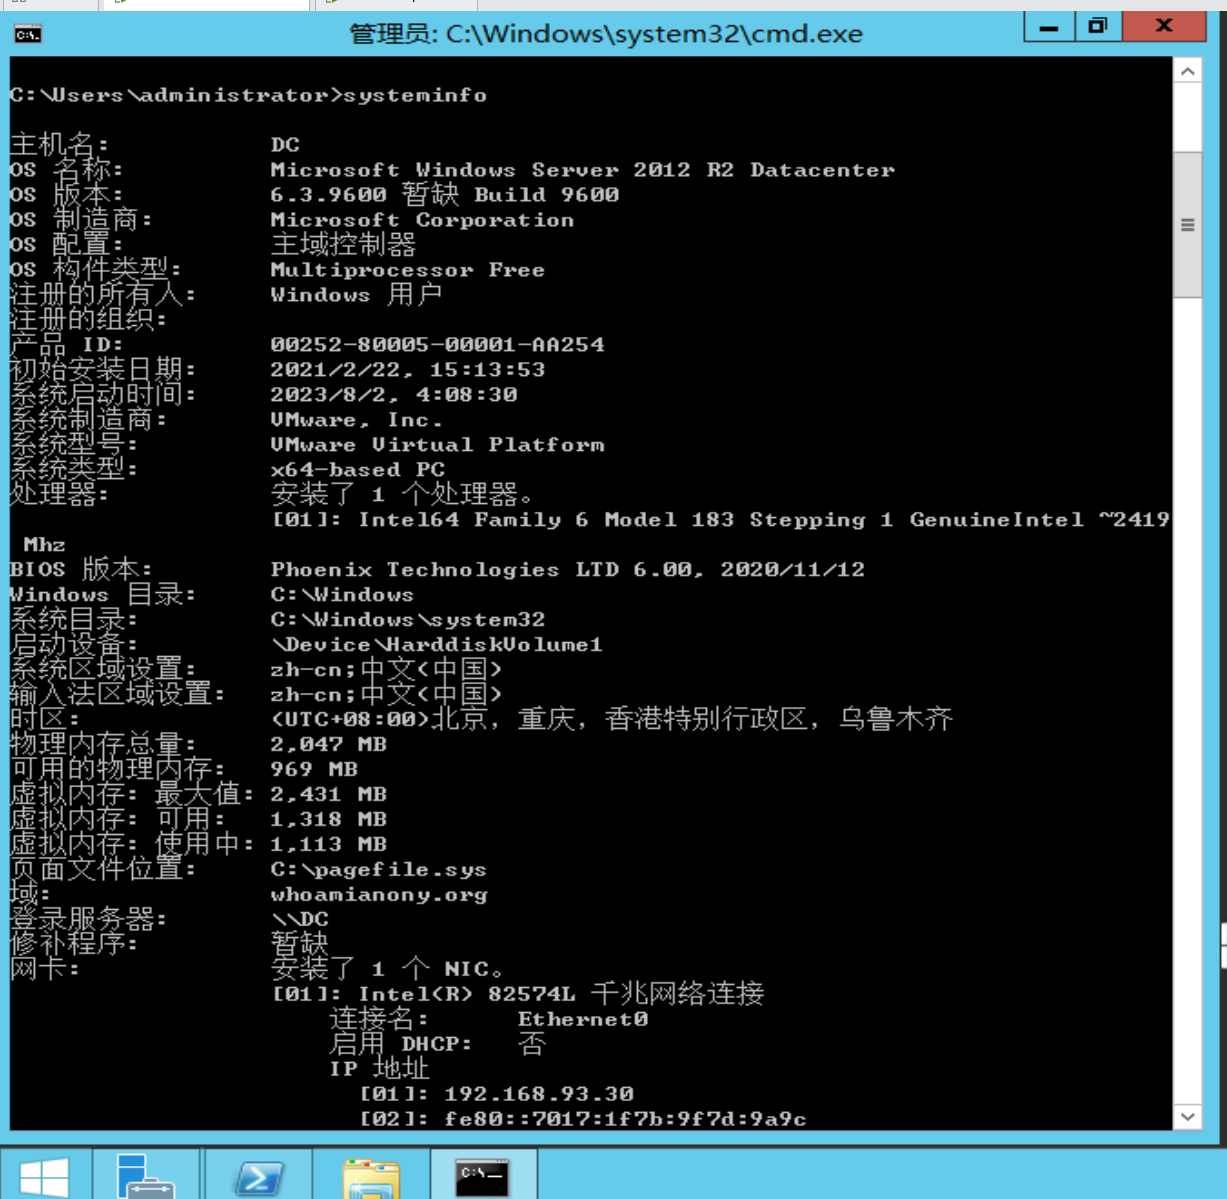 管理员: C:\Windows\system32\cmd.exe
C:\Users\administrator>systeminfo
主机名: DC
OS 名称: Microsoft Windows Server 2012 R2 Datacenter
OS 版本: 6.3.9600 暂缺 Build 9600
OS 制造商: Microsoft Corporation
OS 配置: 主域控制器
OS 构件类型: Multiprocessor Free
注册的所有人: Windows 用户
注册的组织:
产品 ID: 00252-80005-00001-AA254
初始安装日期: 2021/2/22, 15:13:53
系统启动时间: 2023/8/2, 4:08:30
系统制造商: VMware, Inc.
系统型号: VMware Virtual Platform
系统类型: x64-based PC
处理器: 安装了 1 个处理器。
[01]: Intel64 Family 6 Model 183 Stepping 1 GenuineIntel ~2419
Mhz
BIOS 版本: Phoenix Technologies LTD 6.00, 2020/11/12
Windows 目录: C:\Windows
系统目录: C:\Windows\system32
启动设备: \Device\HarddiskVolume1
系统区域设置: zh-cn;中文(中国)
输入法区域设置: zh-cn;中文(中国)
时区: (UTC+08:00)北京，重庆，香港特别行政区，乌鲁木齐
物理内存总量: 2,047 MB
可用的物理内存: 969 MB
虚拟内存: 最大值: 2,431 MB
虚拟内存: 可用: 1,318 MB
虚拟内存: 使用中: 1,113 MB
页面文件位置: C:\pagefile.sys
域: whoamianony.org
登录服务器: \\DC
修补程序: 暂缺
网卡: 安装了 1 个 NIC。
[01]: Intel(R) 82574L 千兆网络连接
连接名: Ethernet0
启用 DHCP: 否
IP 地址
[01]: 192.168.93.30
[02]: fe80::7017:1f7b:9f7d:9a9c